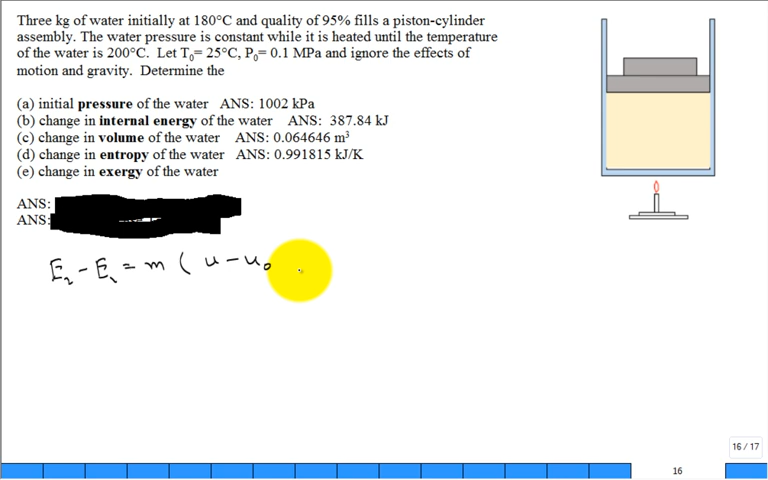 Three kg of water initially at 180°C and quality of 95% fills a piston-cylinder
assembly. The water pressure is constant while it is heated until the temperature
of the water is 200°C. Let T₀= 25°C, P₀= 0.1 MPa and ignore the effects of
motion and gravity. Determine the
(a) initial pressure of the water ANS: 1002 kPa
(b) change in internal energy of the water ANS: 387.84 kJ
(c) change in volume of the water ANS: 0.064646 m³
(d) change in entropy of the water ANS: 0.991815 kJ/K
(e) change in exergy of the water
ANS:
ANS:
E₂ - E₁ = m ( u - u₀
16 / 17
16